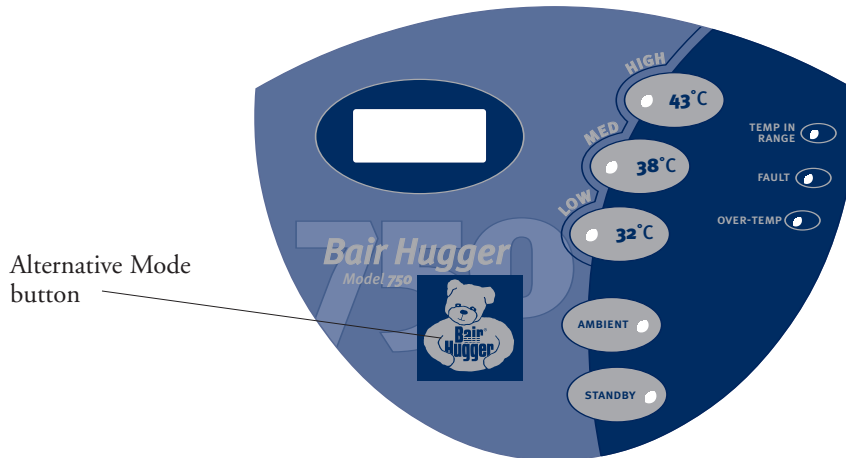 HIGH
43°C
MED
38°C
LOW
32°C
TEMP IN
RANGE
FAULT
OVER-TEMP
750
Bair Hugger
Model 750
Alternative Mode
button
Bair®
Hugger
AMBIENT
STANDBY